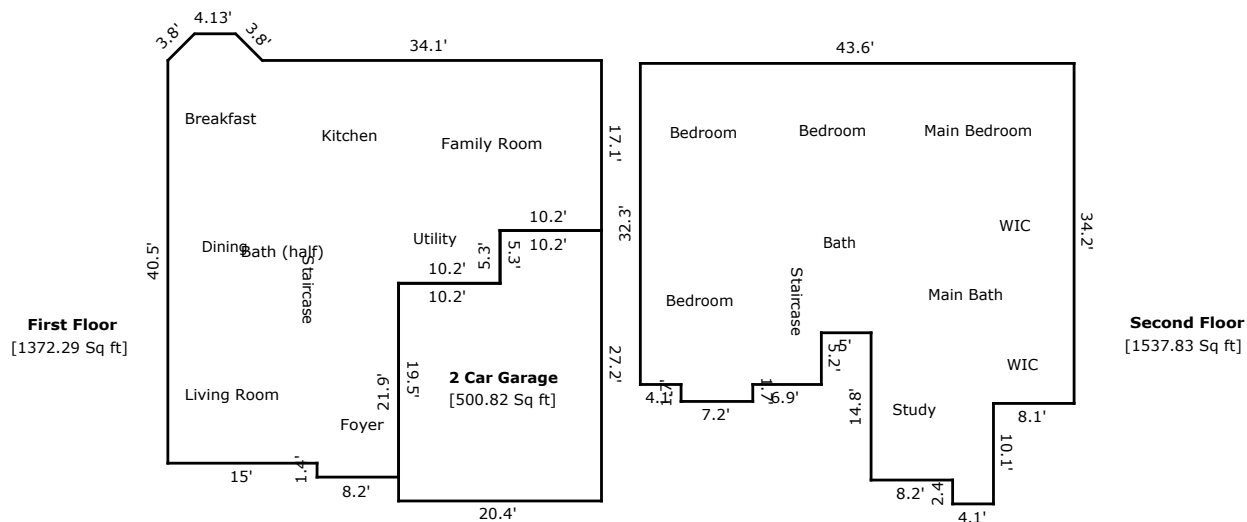 4.13'
3.8'
3.8'
34.1'
43.6'
Breakfast
Kitchen
Family Room
17.1'
Bedroom
Bedroom
Main Bedroom
10.2'
10.2'
Utility
5.3'
5.3'
32.3'
34.2'
WIC
Dining
Bath (half)
Bath
40.5'
Staircase
10.2'
10.2'
Bedroom
Staircase
Main Bath
First Floor
[1372.29 Sq ft]
Second Floor
[1537.83 Sq ft]
5'
5.2'
27.2'
WIC
2 Car Garage
[500.82 Sq ft]
21.9'
19.5'
Living Room
Foyer
4.1'
1.7'
7.2'
1.7'
6.9'
14.8'
Study
8.1'
10.1'
15'
1.4'
8.2'
20.4'
8.2'
2.4'
4.1'